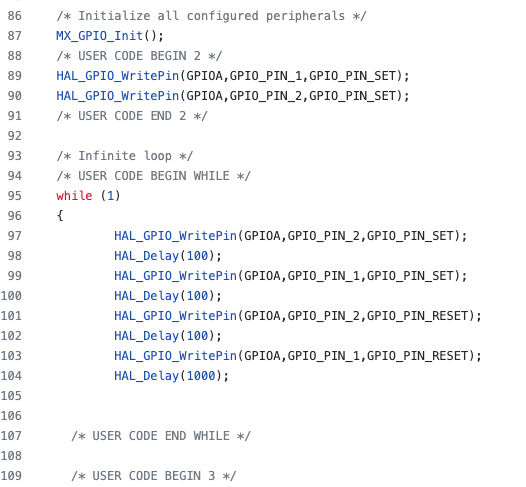 86 /* Initialize all configured peripherals */
87 MX_GPIO_Init();
88 /* USER CODE BEGIN 2 */
89 HAL_GPIO_WritePin(GPIOA,GPIO_PIN_1,GPIO_PIN_SET);
90 HAL_GPIO_WritePin(GPIOA,GPIO_PIN_2,GPIO_PIN_SET);
91 /* USER CODE END 2 */
92
93 /* Infinite loop */
94 /* USER CODE BEGIN WHILE */
95 while (1)
96 {
97 HAL_GPIO_WritePin(GPIOA,GPIO_PIN_2,GPIO_PIN_SET);
98 HAL_Delay(100);
99 HAL_GPIO_WritePin(GPIOA,GPIO_PIN_1,GPIO_PIN_SET);
100 HAL_Delay(100);
101 HAL_GPIO_WritePin(GPIOA,GPIO_PIN_2,GPIO_PIN_RESET);
102 HAL_Delay(100);
103 HAL_GPIO_WritePin(GPIOA,GPIO_PIN_1,GPIO_PIN_RESET);
104 HAL_Delay(1000);
105
106
107 /* USER CODE END WHILE */
108
109 /* USER CODE BEGIN 3 */